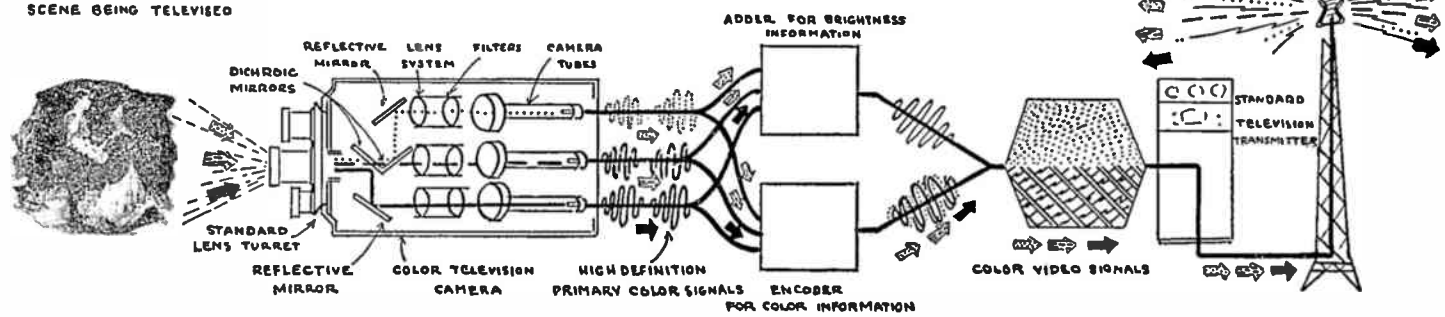 SCENE BEING TELEVISED
REFLECTIVE
MIRROR
LENS
SYSTEM
FILTERS
CAMERA
TUBES
DICHROIC
MIRRORS
ADDER FOR BRIGHTNESS
INFORMATION
STANDARD
TELEVISION
TRANSMITTER
STANDARD
LENS TURRET
REFLECTIVE
MIRROR
COLOR TELEVISION
CAMERA
HIGH DEFINITION
PRIMARY COLOR SIGNALS
ENCODER
FOR COLOR INFORMATION
COLOR VIDEO SIGNALS